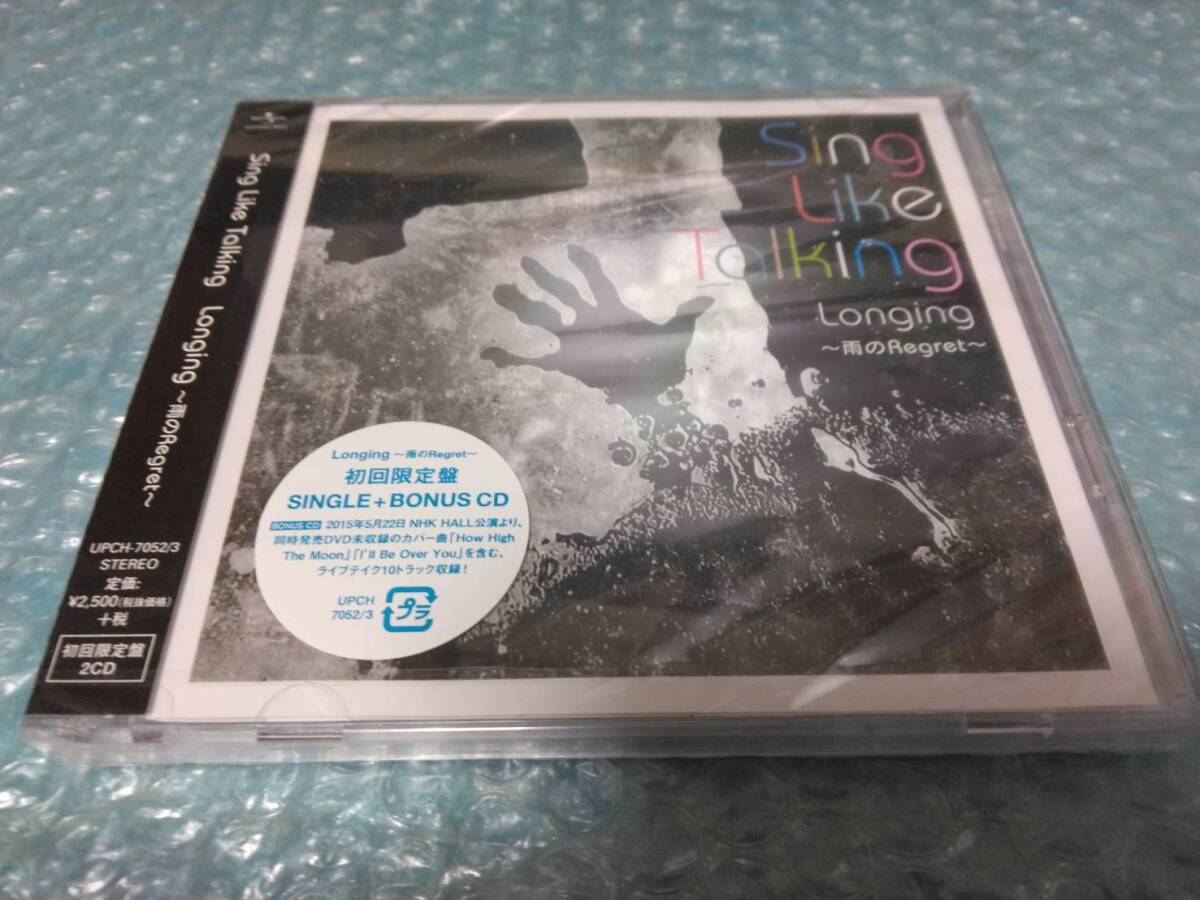 Sing Like Talking Longing ～雨のRegret～
UPCH-7052/3
STEREO
定価:
¥2,500(税抜価格)
+税
初回限定盤
2CD
Sing
Like
Talking
Longing
～雨のRegret～
Longing ～雨のRegret～
初回限定盤
SINGLE+BONUS CD
BONUS CD 2015年5月22日 NHK HALL公演より、
同時発売DVD未収録のカバー曲「How High
The Moon」「I'll Be Over You」を含む、
ライブテイク10トラック収録！
UPCH
7052/3
プラ